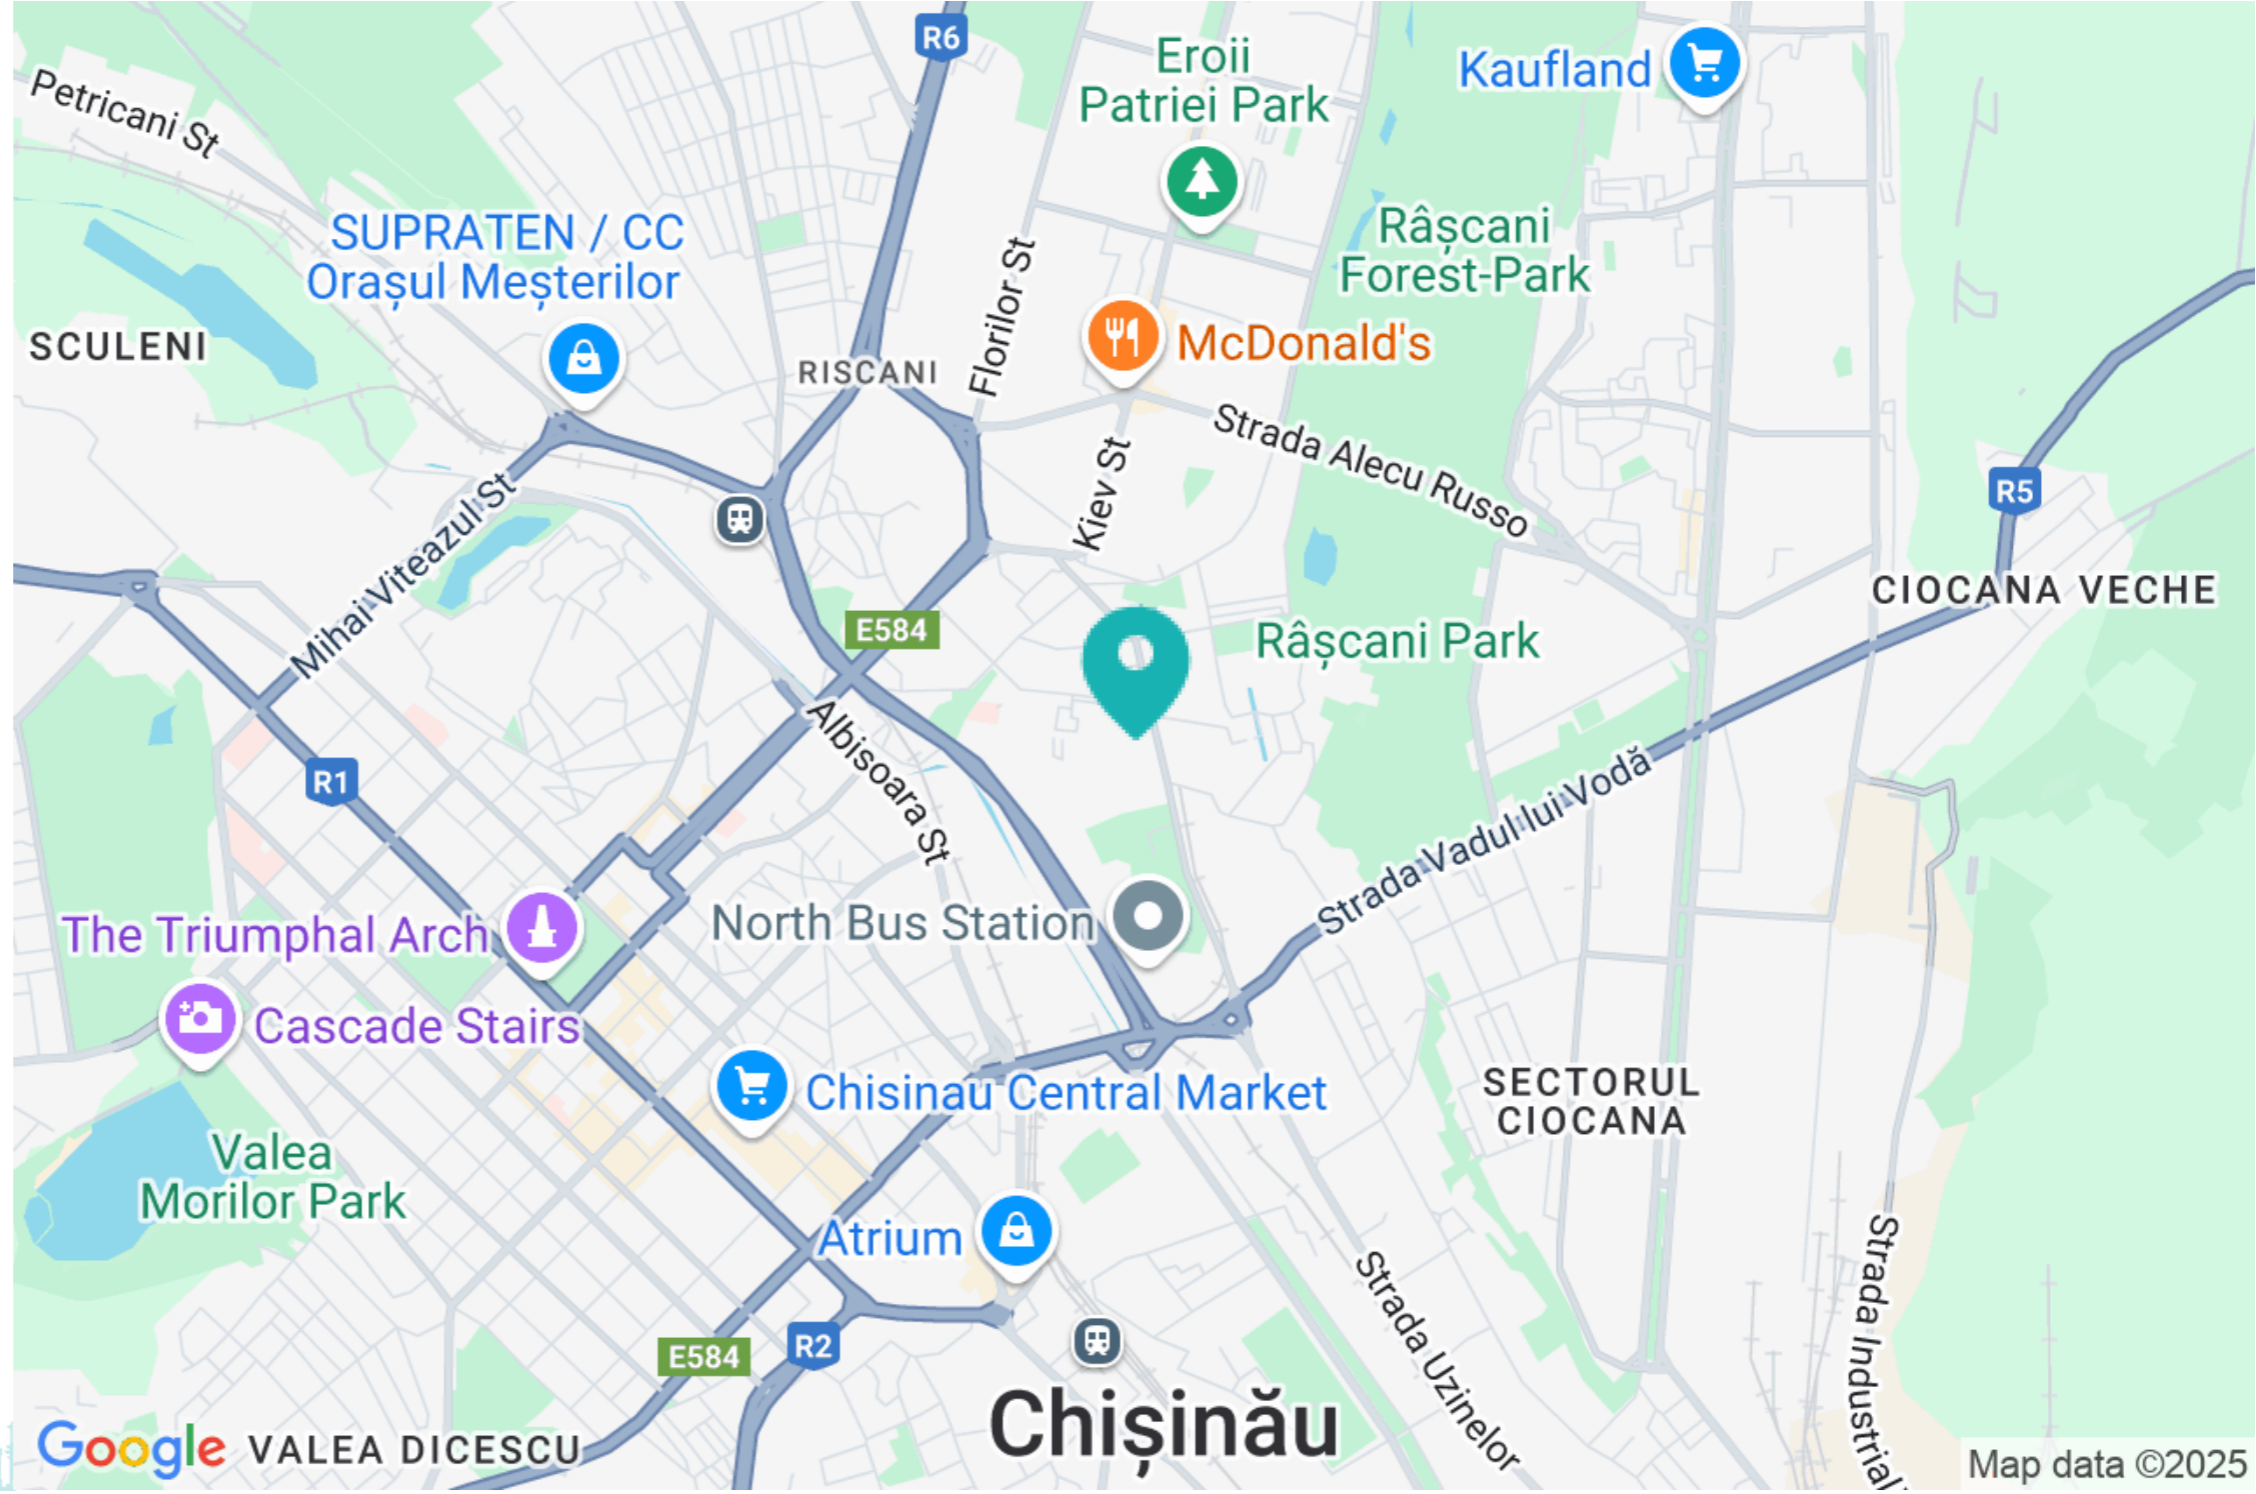 R6
Eroii
Patriei Park
Kaufland
Petricani St
SUPRATEN / CC
Orașul Meșterilor
Râșcani
Forest-Park
Florilor St
SCULENI
RISCANI
McDonald's
Strada Alecu Russo
Kiev St
R5
Mihai Viteazul St
CIOCANA VECHE
E584
Râșcani Park
Albisoara St
R1
Strada Vadul lui Vodă
The Triumphal Arch
North Bus Station
Cascade Stairs
Chisinau Central Market
SECTORUL
CIOCANA
Valea
Morilor Park
Atrium
Strada Uzinelor
Strada Industrial
R2
E584
Chișinău
Google
VALEA DICESCU
Map data ©2025